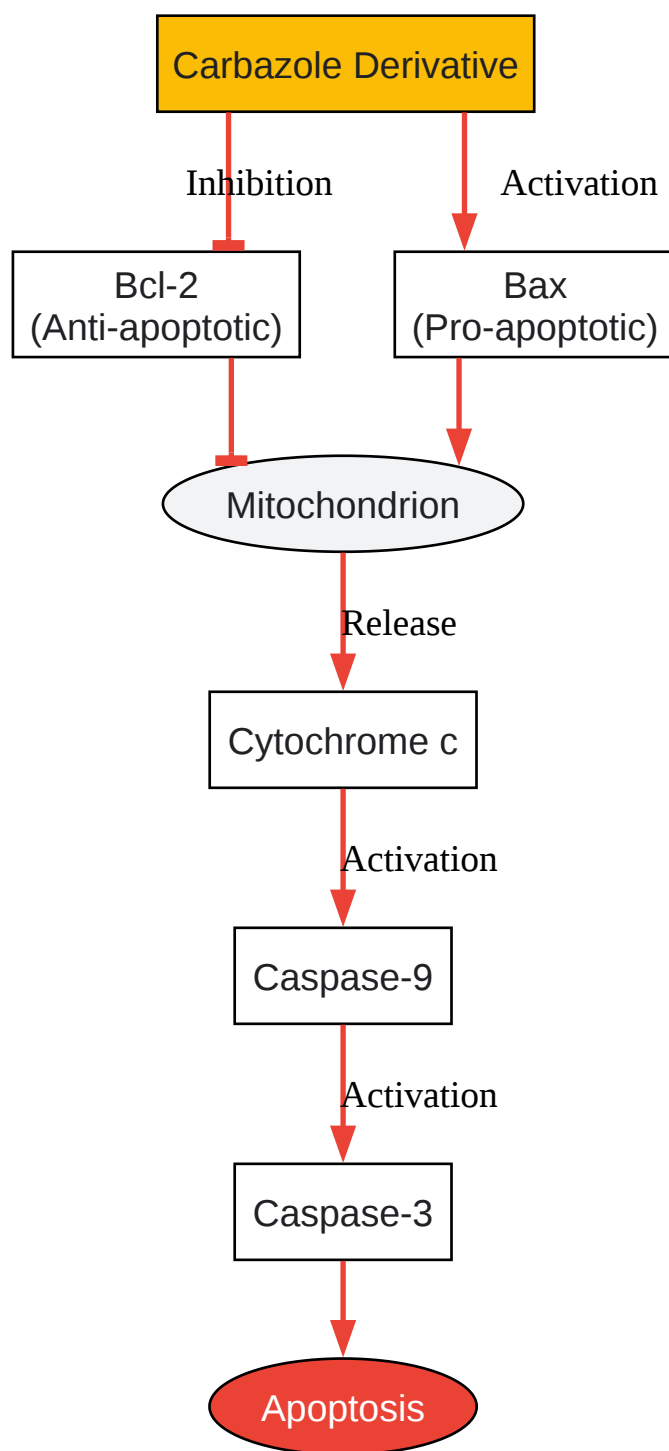 Carbazole Derivative
Inhibition
Activation
Bcl-2
(Anti-apoptotic)
Bax
(Pro-apoptotic)
Mitochondrion
Release
Cytochrome c
Activation
Caspase-9
Activation
Caspase-3
Apoptosis